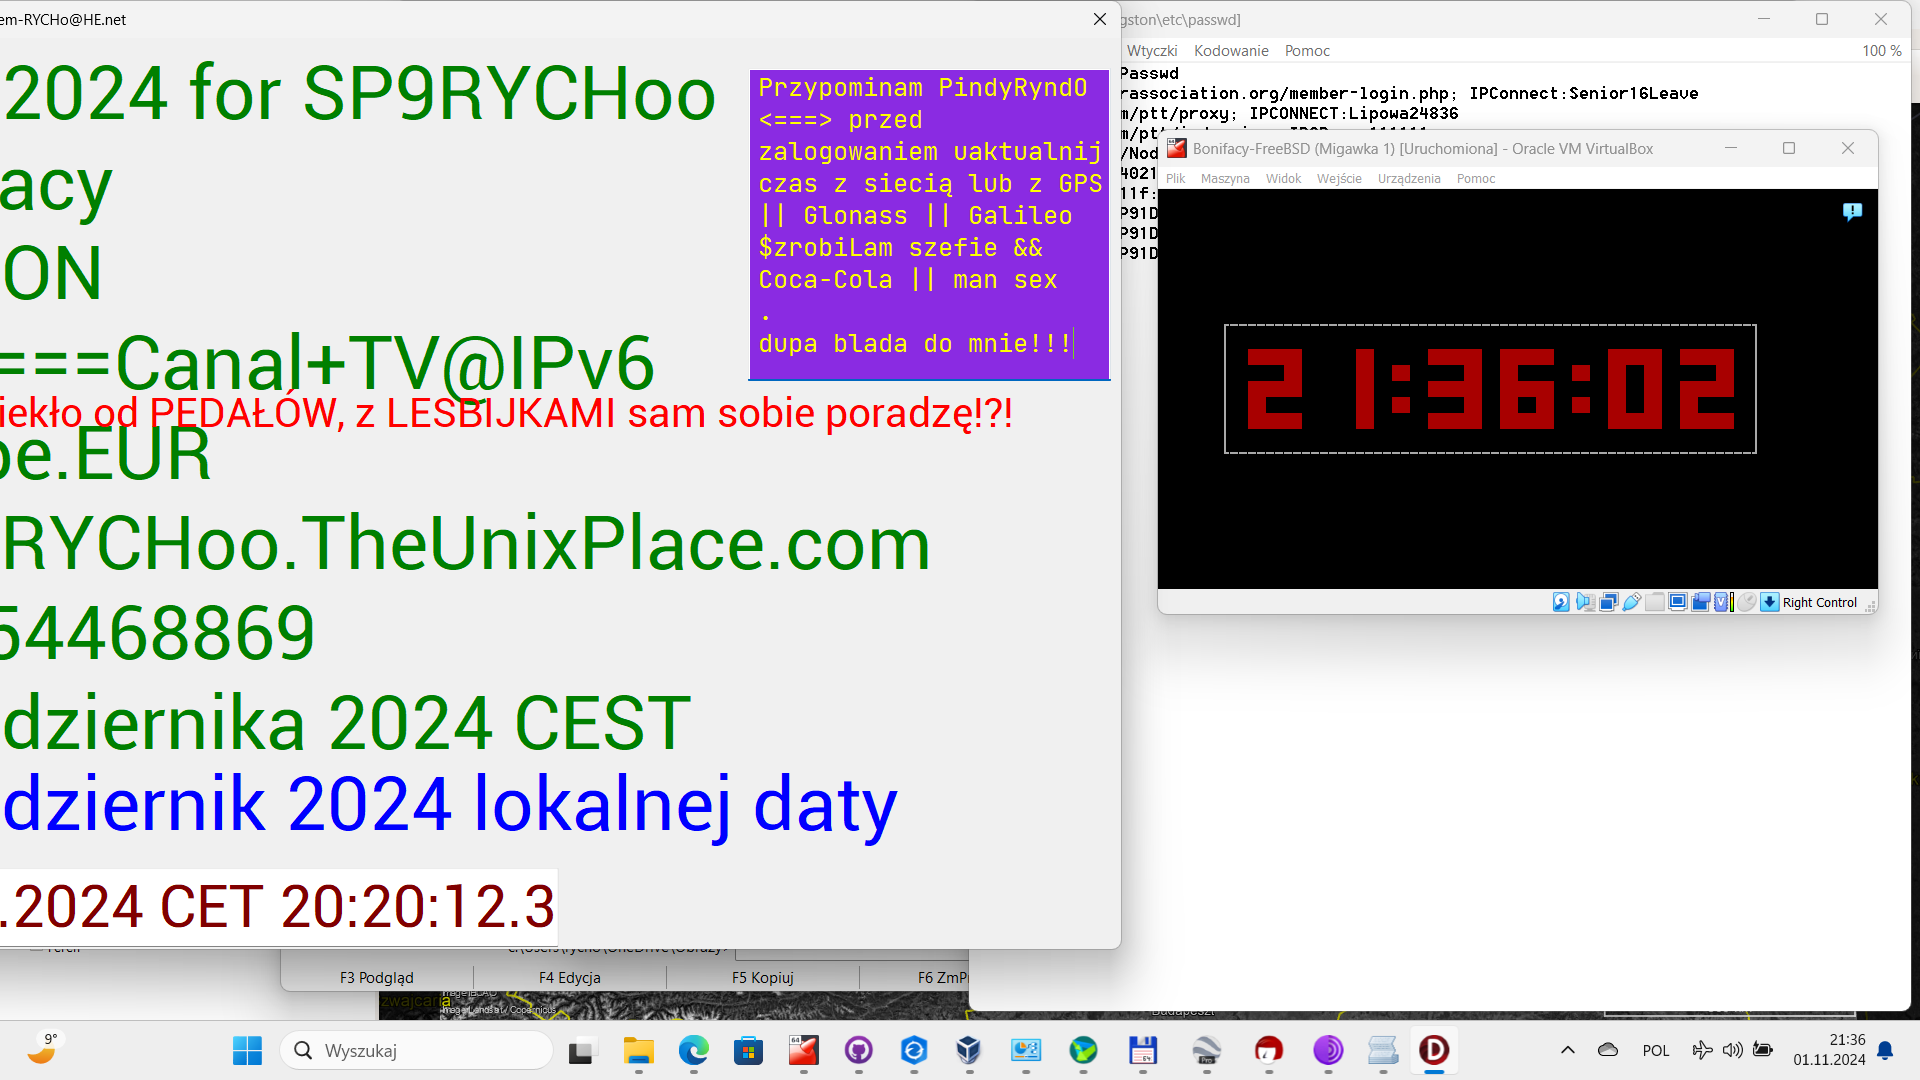 em-RYCHo@HE.net
2024 for SP9RYCHoo
acy
ON
===Canal+TV@IPv6
iekło od PEDAŁÓW, z LESBIJKAMI sam sobie poradzę!?!
be.EUR
RYCHoo.TheUnixPlace.com
54468869
dziernika 2024 CEST
dziernik 2024 lokalnej daty
.2024 CET 20:20:12.3
Przypominam PindyRyndO
<===> przed
zalogowaniem uaktualnij
czas z siecią lub z GPS
|| Glonass || Galileo
$zrobiLam szefie &&
Coca-Cola || man sex
.
dupa blada do mnie!!!
gston\etc\passwd]
Wtyczki Kodowanie Pomoc 100 %
Passwd
rassociation.org/member-login.php; IPConnect:Senior16Leave
m/ptt/proxy; IPCONNECT:Lipowa24836
/Nod
4021
11f:
P91D
P91D
P91D
Bonifacy-FreeBSD (Migawka 1) [Uruchomiona] - Oracle VM VirtualBox
Plik Maszyna Widok Wejście Urządzenia Pomoc
21:36:02
Right Control
F3 Podgląd F4 Edycja F5 Kopiuj F6 ZmPr
zwajcaria
Image Landsat / Copernicus
9°
Wyszukaj
POL
21:36
01.11.2024